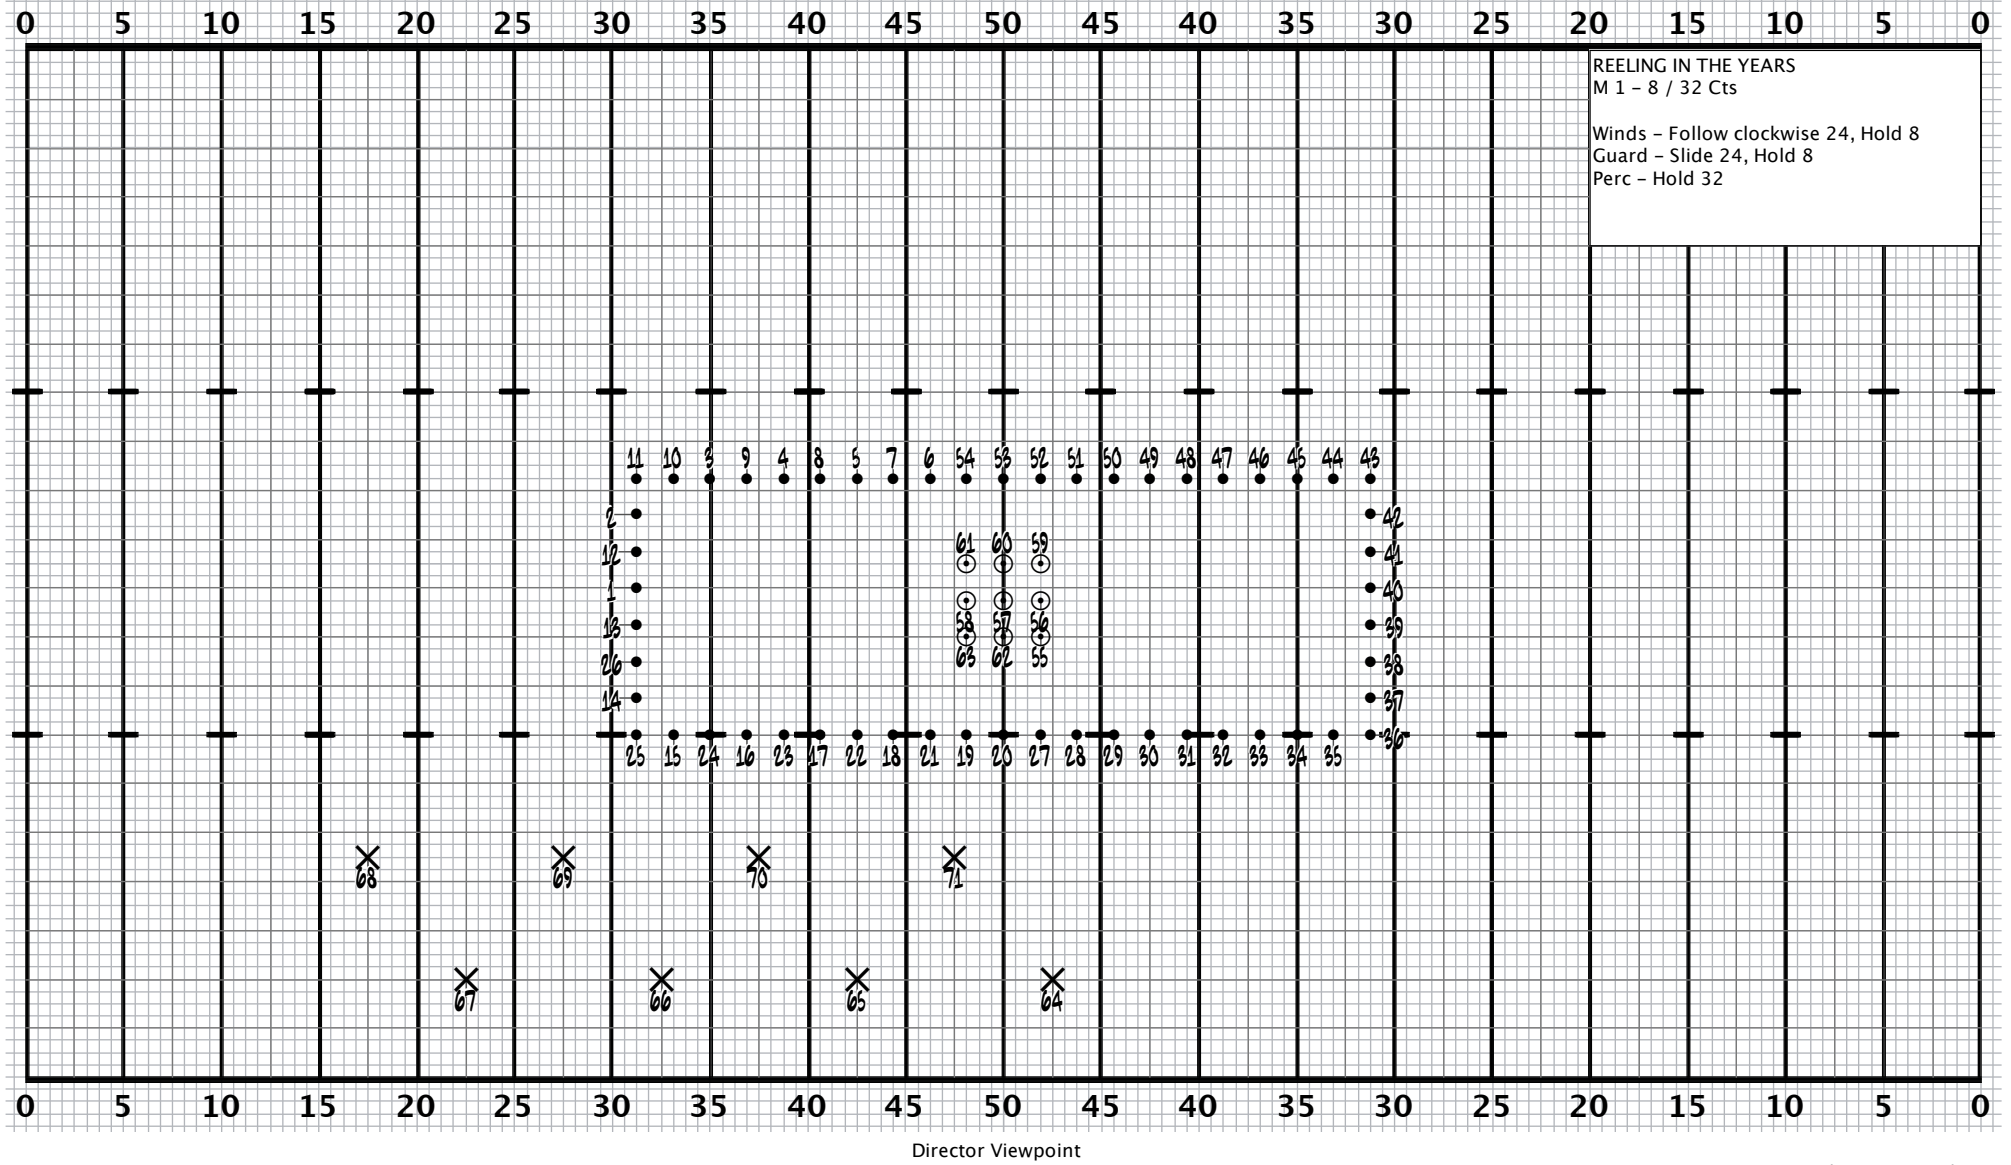 0 5 10 15 20 25 30 35 40 45 50 45 40 35 30 25 20 15 10 5 0
REELING IN THE YEARS
M 1 – 8 / 32 Cts
Winds – Follow clockwise 24, Hold 8
Guard – Slide 24, Hold 8
Perc – Hold 32
11 10 3 9 4 8 5 7 6 54 53 52 51 50 49 48 47 46 45 44 43
2 42
61 60 59
12 41
1 40
13 58 57 56 39
26 63 62 55 38
14 37
36
25 15 24 16 23 17 22 18 21 19 20 27 28 29 30 31 32 33 34 35
68 69 70 71
67 66 65 64
0 5 10 15 20 25 30 35 40 45 50 45 40 35 30 25 20 15 10 5 0
Director Viewpoint